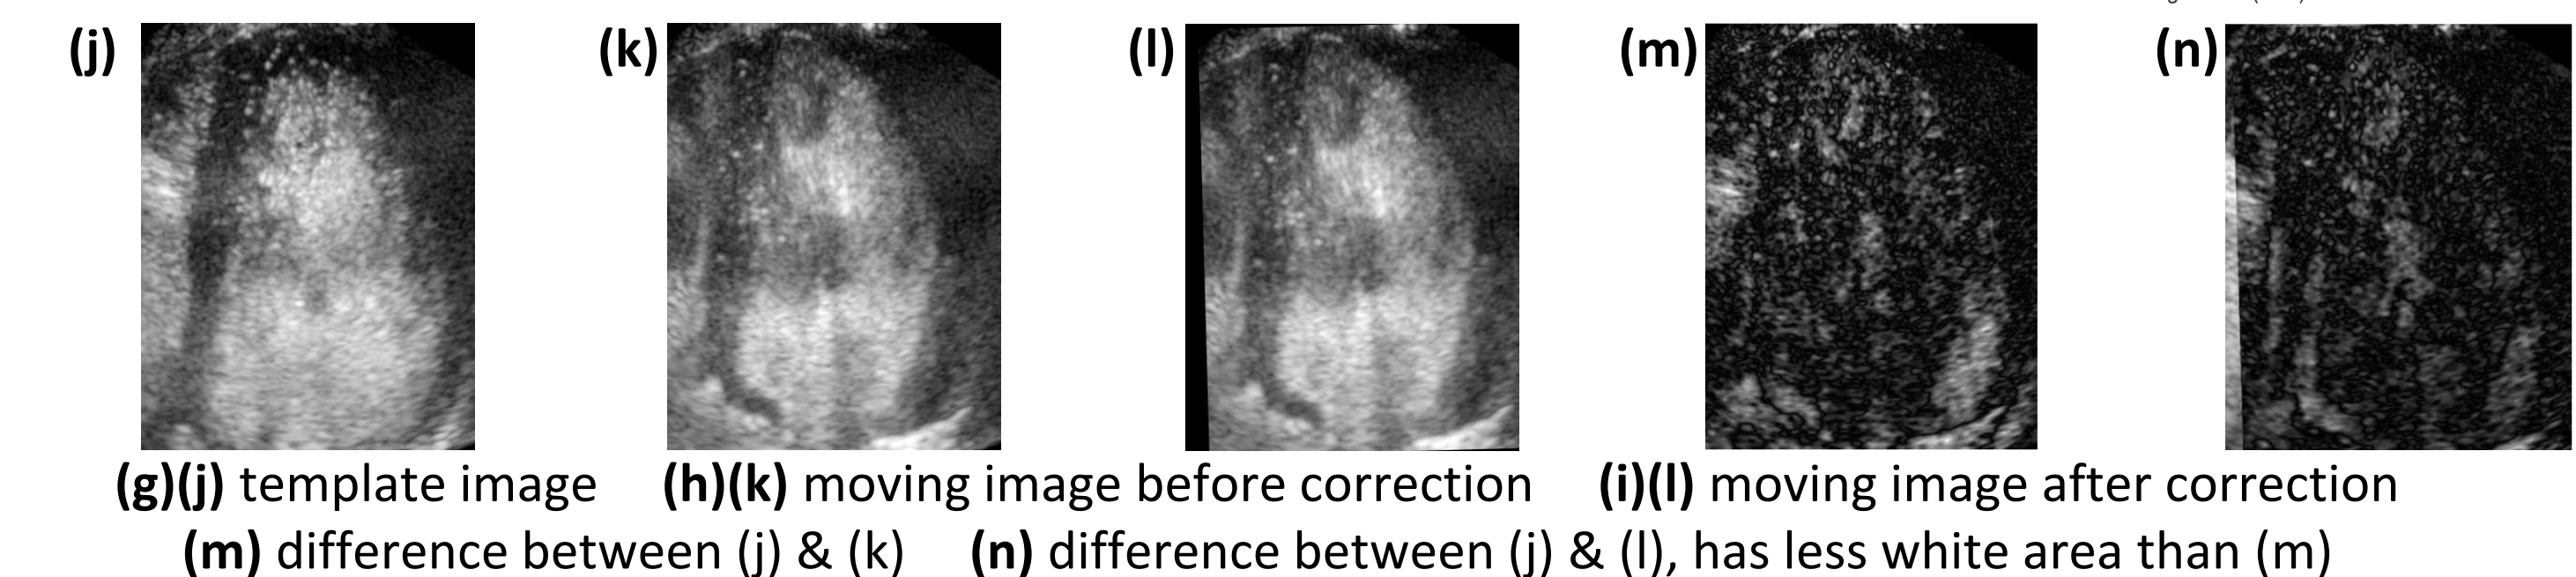 (j) (k) (l) (m) (n)
(g)(j) template image (h)(k) moving image before correction (i)(l) moving image after correction
(m) difference between (j) & (k) (n) difference between (j) & (l), has less white area than (m)